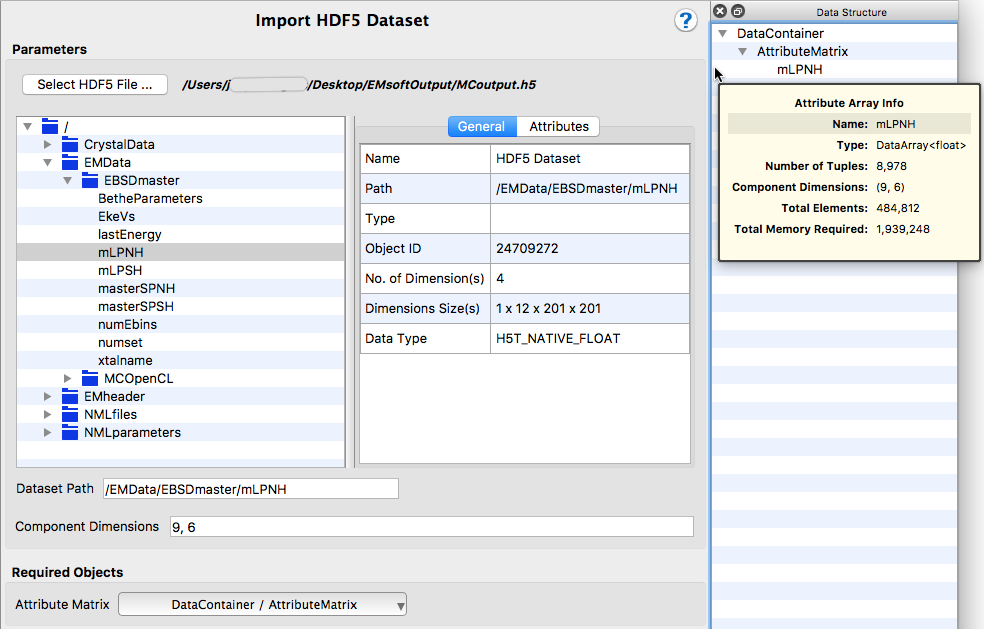 Import HDF5 Dataset
?
Parameters
Select HDF5 File ...
/Users/j /Desktop/EMsoftOutput/MCoutput.h5
/
CrystalData
EMData
EBSDmaster
BetheParameters
EkeVs
lastEnergy
mLPNH
mLPSH
masterSPNH
masterSPSH
numEbins
numset
xtalname
MCOpenCL
EMheader
NMLfiles
NMLparameters
General Attributes
Name HDF5 Dataset
Path /EMData/EBSDmaster/mLPNH
Type
Object ID 24709272
No. of Dimension(s) 4
Dimensions Size(s) 1 x 12 x 201 x 201
Data Type H5T_NATIVE_FLOAT
Dataset Path /EMData/EBSDmaster/mLPNH
Component Dimensions 9, 6
Required Objects
Attribute Matrix DataContainer / AttributeMatrix
Data Structure
DataContainer
AttributeMatrix
mLPNH
Attribute Array Info
Name: mLPNH
Type: DataArray<float>
Number of Tuples: 8,978
Component Dimensions: (9, 6)
Total Elements: 484,812
Total Memory Required: 1,939,248